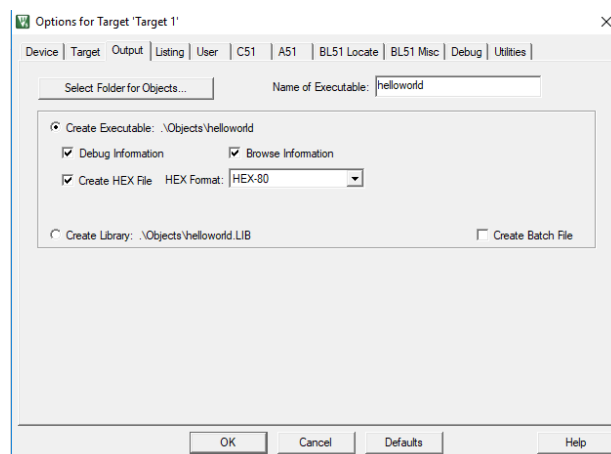 Options for Target 'Target 1'
Device Target Output Listing User C51 A51 BL51 Locate BL51 Misc Debug Utilities
Select Folder for Objects... Name of Executable: helloworld
Create Executable: .\Objects\helloworld
Debug Information Browse Information
Create HEX File HEX Format: HEX-80
Create Library: .\Objects\helloworld.LIB Create Batch File
OK Cancel Defaults Help